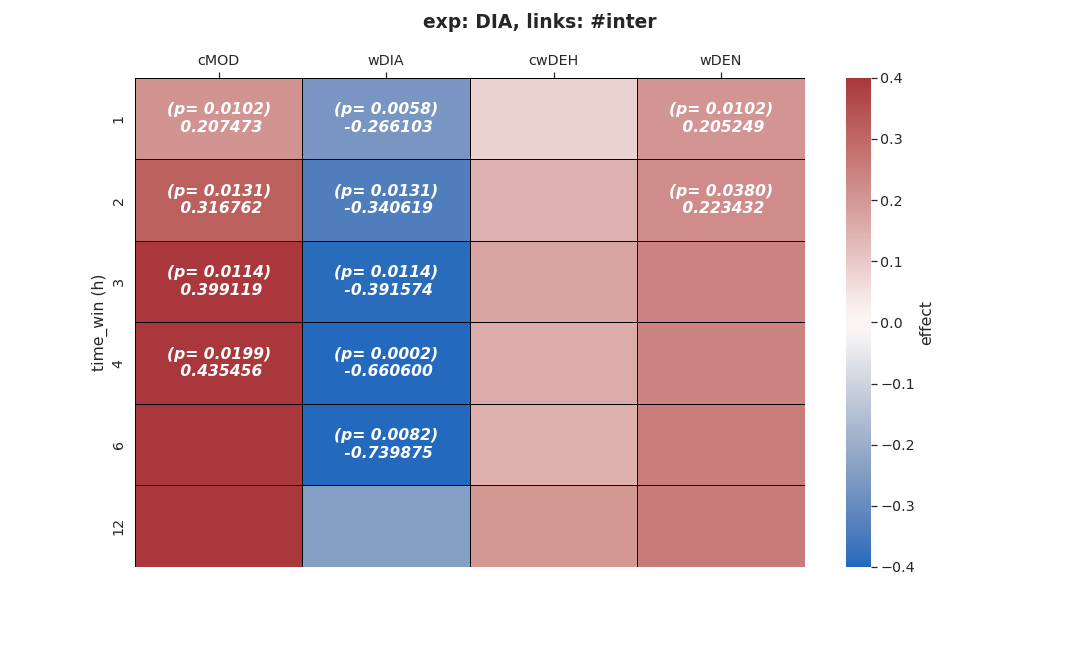 exp: DIA, links: #inter
cMOD wDIA cwDEH wDEN
time_win (h)
1
(p= 0.0102)
0.207473
(p= 0.0058)
-0.266103
(p= 0.0102)
0.205249
2
(p= 0.0131)
0.316762
(p= 0.0131)
-0.340619
(p= 0.0380)
0.223432
3
(p= 0.0114)
0.399119
(p= 0.0114)
-0.391574
4
(p= 0.0199)
0.435456
(p= 0.0002)
-0.660600
6
(p= 0.0082)
-0.739875
12
0.4
0.3
0.2
0.1
0.0
−0.1
−0.2
−0.3
−0.4
effect